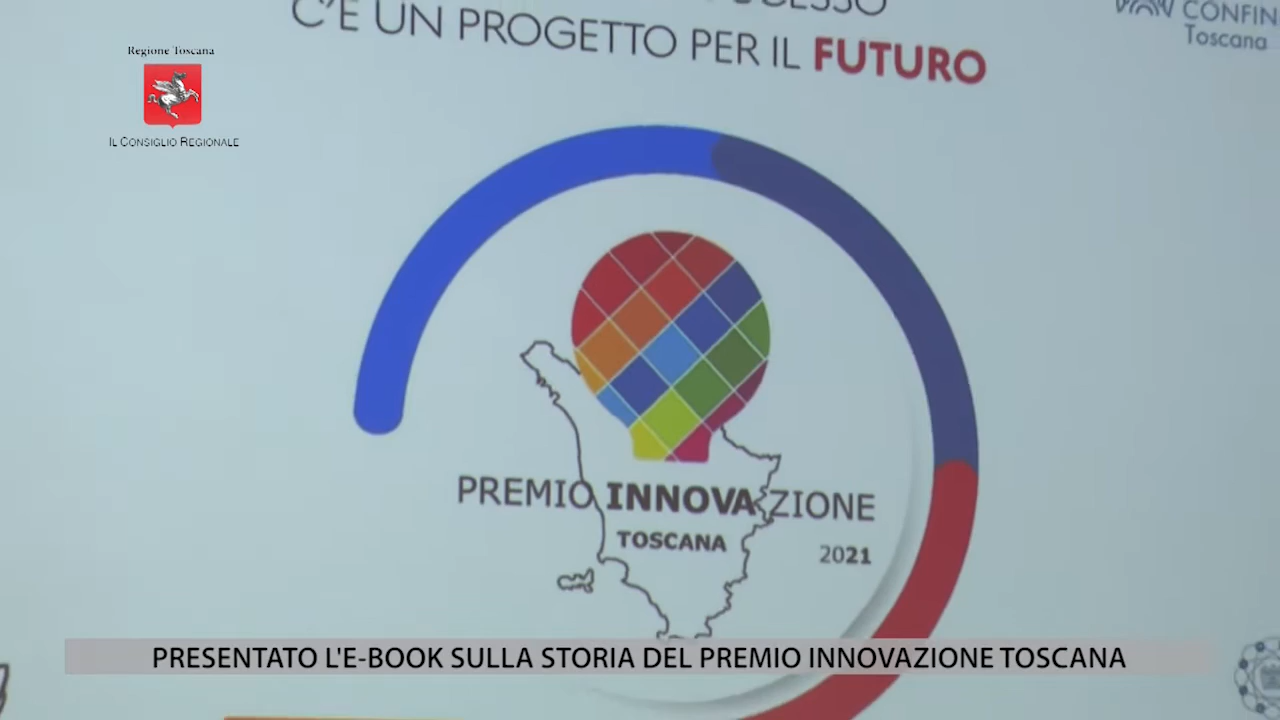 C'È UN PROGETTO PER IL FUTURO
Toscana
Regione Toscana
IL CONSIGLIO REGIONALE
PREMIO INNOVAZIONE
TOSCANA
2021
PRESENTATO L'E-BOOK SULLA STORIA DEL PREMIO INNOVAZIONE TOSCANA